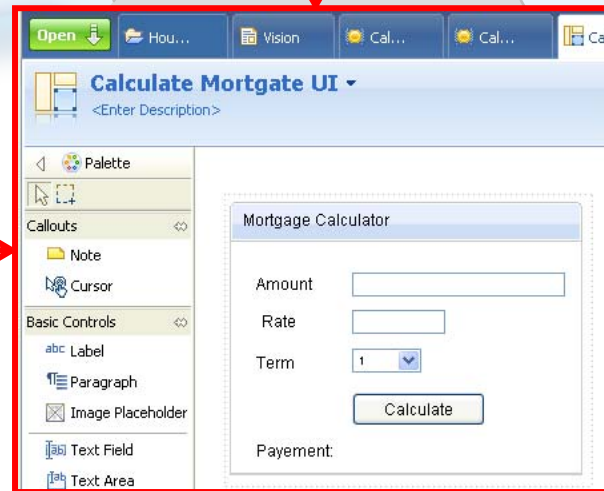 Open Hou... Vision Cal... Cal... Ca
Calculate Mortgate UI
<Enter Description>
Palette
Callouts
Note
Cursor
Basic Controls
abc Label
Paragraph
Image Placeholder
Text Field
Text Area
Mortgage Calculator
Amount
Rate
Term 1
Calculate
Payement: